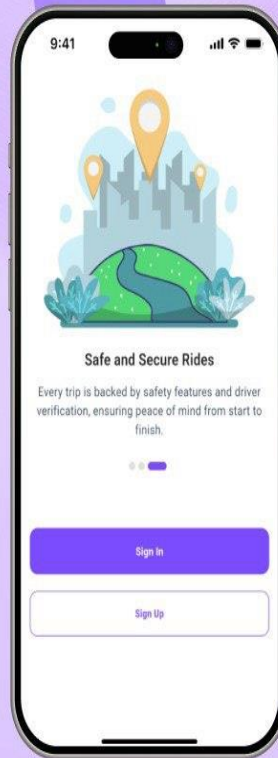 9:41
Safe and Secure Rides
Every trip is backed by safety features and driver
verification, ensuring peace of mind from start to
finish.
Sign In
Sign Up